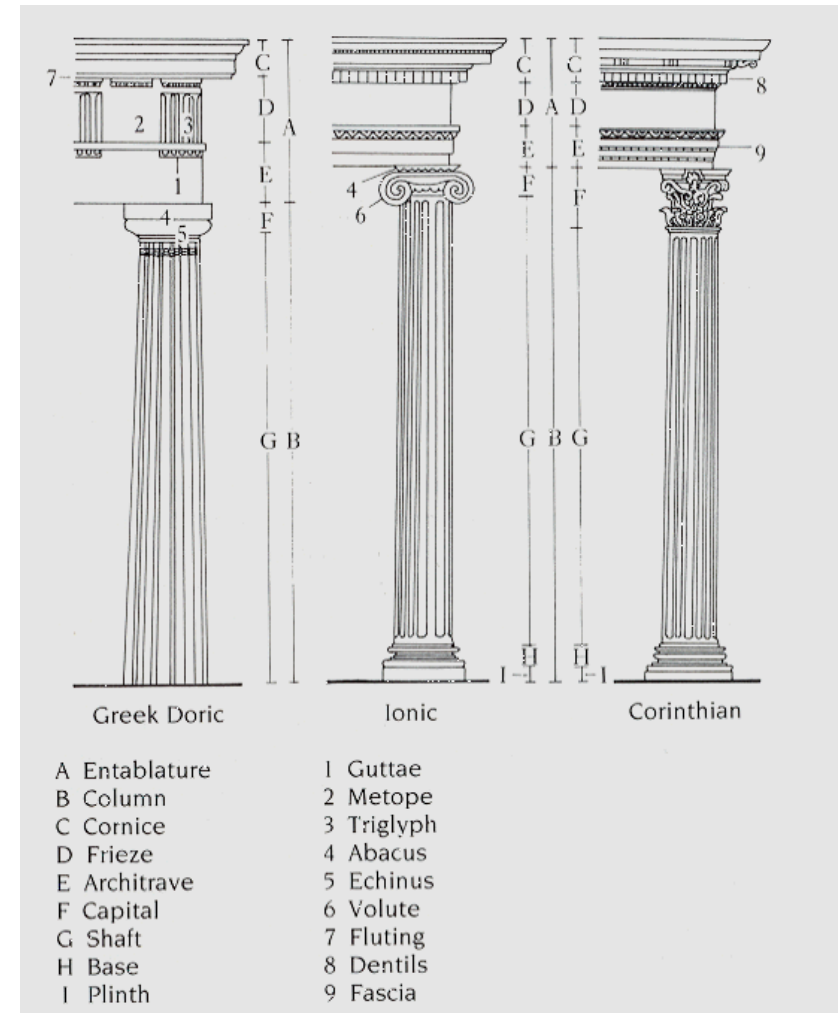 C
D
A
E
F
G B
7
2
3
1
4
5
C
D A
E
F
G B
H
I
4
6
C
D
E
F
G
H
I
8
9
Greek Doric
Ionic
Corinthian
A Entablature
B Column
C Cornice
D Frieze
E Architrave
F Capital
G Shaft
H Base
I Plinth
1 Guttae
2 Metope
3 Triglyph
4 Abacus
5 Echinus
6 Volute
7 Fluting
8 Dentils
9 Fascia